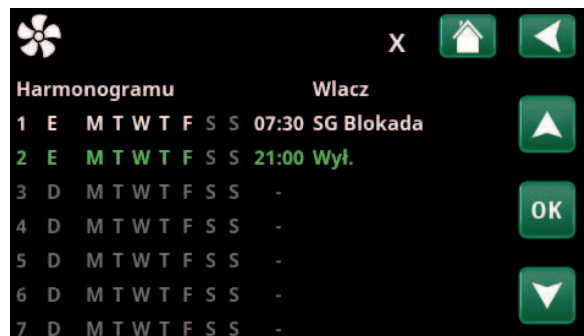 X
Harmonogramu Wlacz
1 E M T W T F S S 07:30 SG Blokada
2 E M T W T F S S 21:00 Wył.
3 D M T W T F S S -
4 D M T W T F S S -
OK
5 D M T W T F S S -
6 D M T W T F S S -
7 D M T W T F S S -